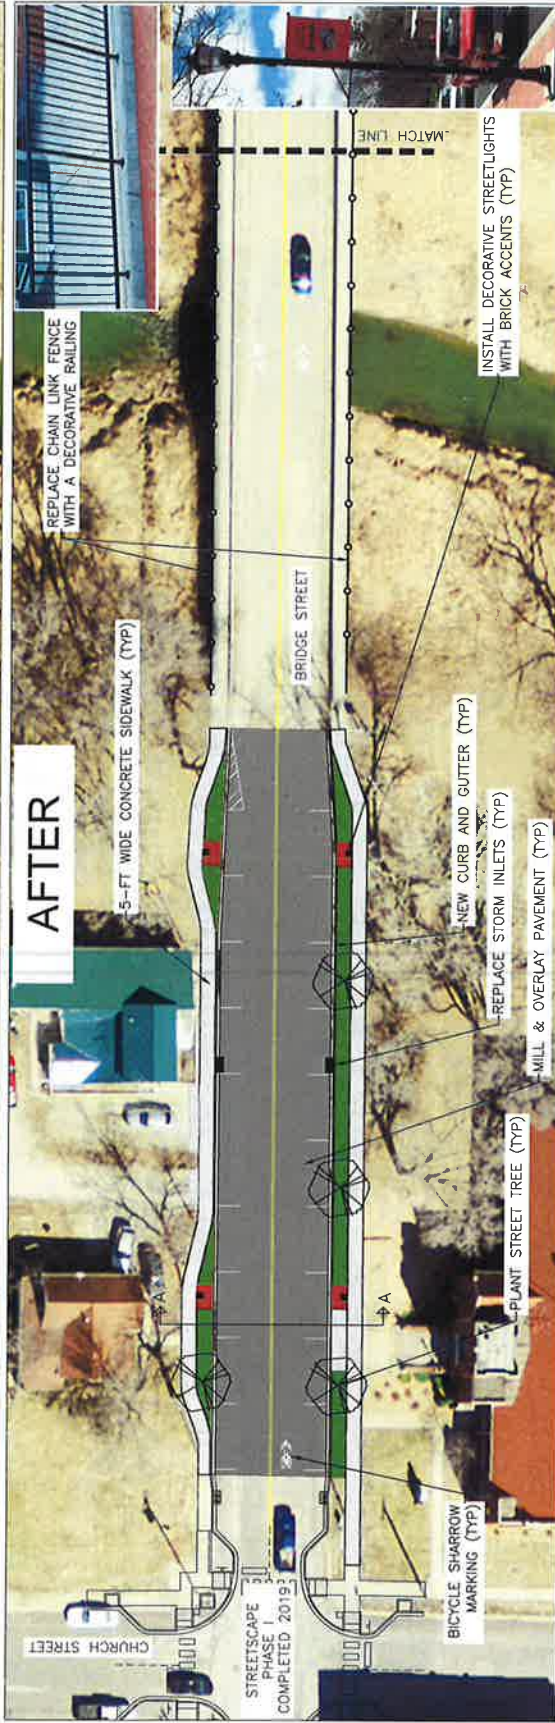 AFTER
REPLACE CHAIN LINK FENCE
WITH A DECORATIVE RAILING
5-FT WIDE CONCRETE SIDEWALK (TYP)
CHURCH STREET
STREETSCAPE
PHASE I
COMPLETED 2019
A
A
BRIDGE STREET
MATCH LINE
BICYCLE SHARROW
MARKING (TYP)
PLANT STREET TREE (TYP)
MILL & OVERLAY PAVEMENT (TYP)
REPLACE STORM INLETS (TYP)
NEW CURB AND GUTTER (TYP)
INSTALL DECORATIVE STREETLIGHTS
WITH BRICK ACCENTS (TYP)